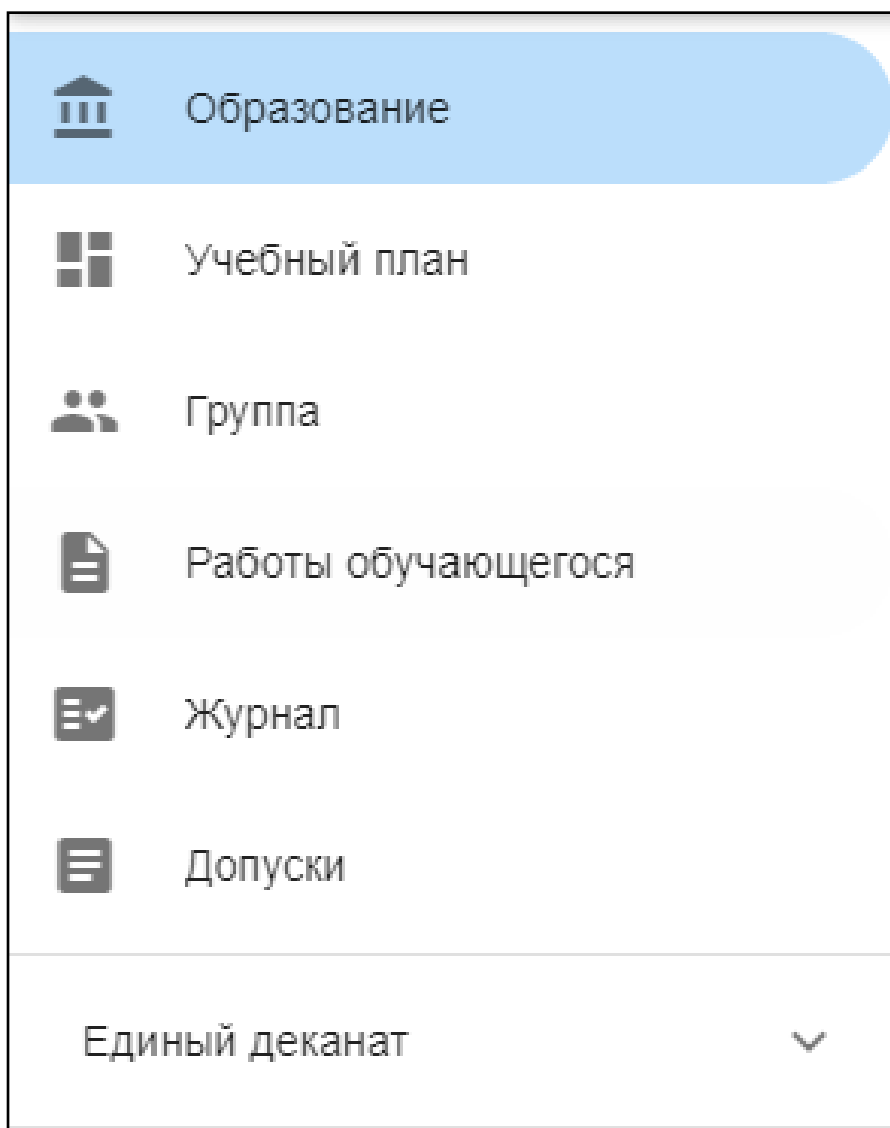 Образование
Учебный план
Группа
Работы обучающегося
Журнал
Допуски
Единый деканат